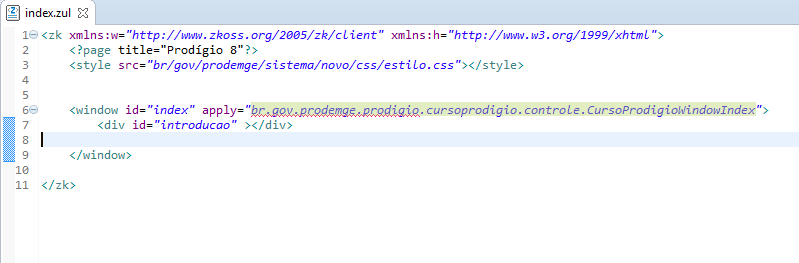 index.zul
1 <zk xmlns:w="http://www.zkoss.org/2005/zk/client" xmlns:h="http://www.w3.org/1999/xhtml">
2 <?page title="Prodígio 8"?>
3 <style src="br/gov/prodemge/sistema/novo/css/estilo.css"></style>
4
5
6 <window id="index" apply="br.gov.prodemge.prodigio.cursoprodigio.controle.CursoProdigioWindowIndex">
7 <div id="introducao" ></div>
8
9 </window>
10
11 </zk>